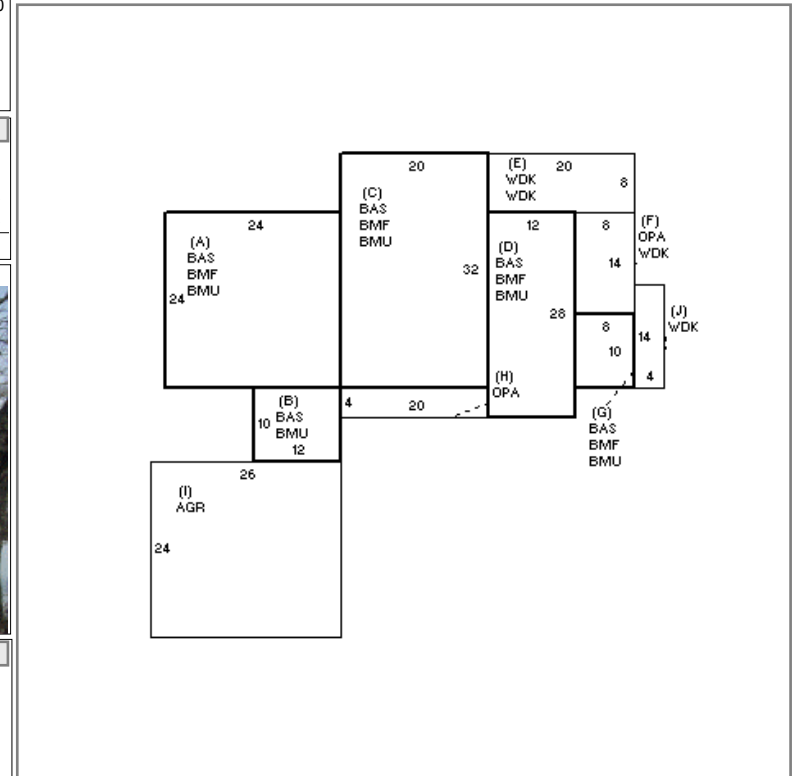 20
(C)
BAS
BMF
BMU
32
(E) 20
WDK
WDK
8
24
(A)
BAS
BMF
BMU
24
12
(D)
BAS
BMF
BMU
28
8
14
(F)
OPA
WDK
8
10
(J)
WDK
14
4
(G)
BAS
BMF
BMU
(H)
OPA
4
20
(B)
BAS
BMU
10
12
26
(I)
AGR
24